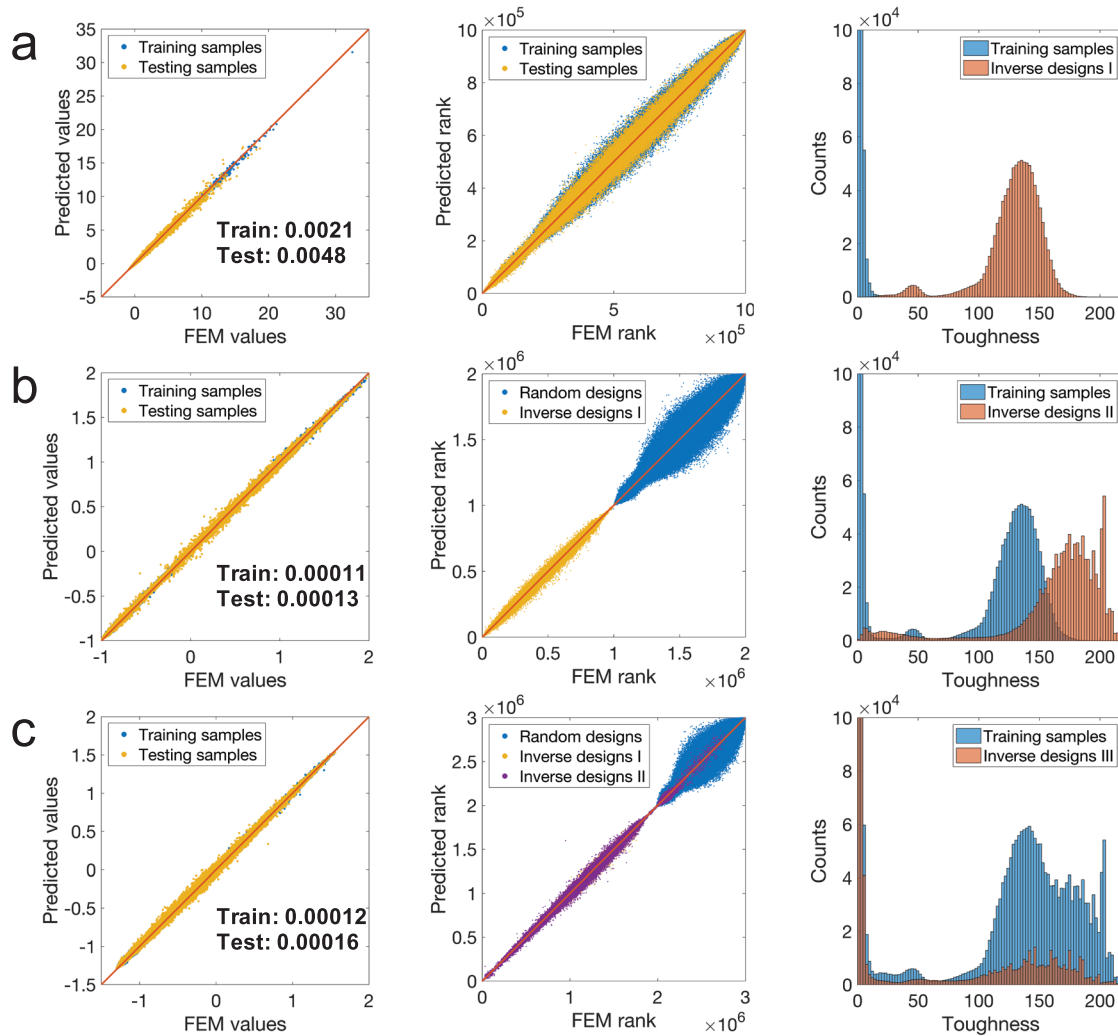 a
35
30
25
20
15
10
5
0
-5
0
10
20
30
Predicted values
FEM values
Training samples
Testing samples
Train: 0.0021
Test: 0.0048
×10^5
10
8
6
4
2
0
0
5
10
×10^5
Predicted rank
FEM rank
Training samples
Testing samples
×10^4
10
8
6
4
2
0
0
50
100
150
200
Counts
Toughness
Training samples
Inverse designs I
b
2
1.5
1
0.5
0
-0.5
-1
-1
0
1
2
Predicted values
FEM values
Training samples
Testing samples
Train: 0.00011
Test: 0.00013
×10^6
2
1.5
1
0.5
0
0
0.5
1
1.5
2
×10^6
Predicted rank
FEM rank
Random designs
Inverse designs I
×10^4
10
8
6
4
2
0
0
50
100
150
200
Counts
Toughness
Training samples
Inverse designs II
c
2
1.5
1
0.5
0
-0.5
-1
-1.5
-1
0
1
2
Predicted values
FEM values
Training samples
Testing samples
Train: 0.00012
Test: 0.00016
×10^6
3
2.5
2
1.5
1
0.5
0
0
1
2
3
×10^6
Predicted rank
FEM rank
Random designs
Inverse designs I
Inverse designs II
×10^4
10
8
6
4
2
0
0
50
100
150
200
Counts
Toughness
Training samples
Inverse designs III